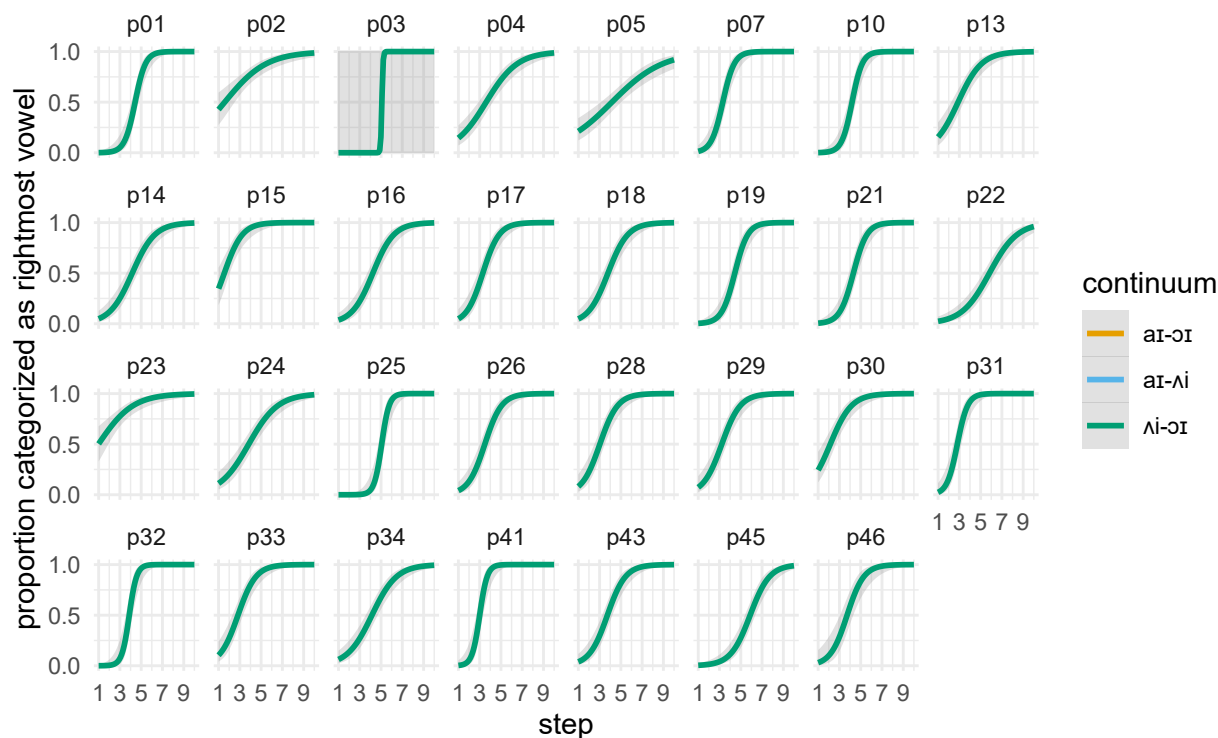 p01 p02 p03 p04 p05 p07 p10 p13
1.0
0.5
0.0
p14 p15 p16 p17 p18 p19 p21 p22
1.0
0.5
0.0
p23 p24 p25 p26 p28 p29 p30 p31
1.0
0.5
0.0
1 3 5 7 9
p32 p33 p34 p41 p43 p45 p46
1.0
0.5
0.0
1 3 5 7 9 1 3 5 7 9 1 3 5 7 9 1 3 5 7 9 1 3 5 7 9 1 3 5 7 9 1 3 5 7 9
step
proportion categorized as rightmost vowel
continuum
aɪ-ɔɪ
aɪ-ʌi
ʌi-ɔɪ